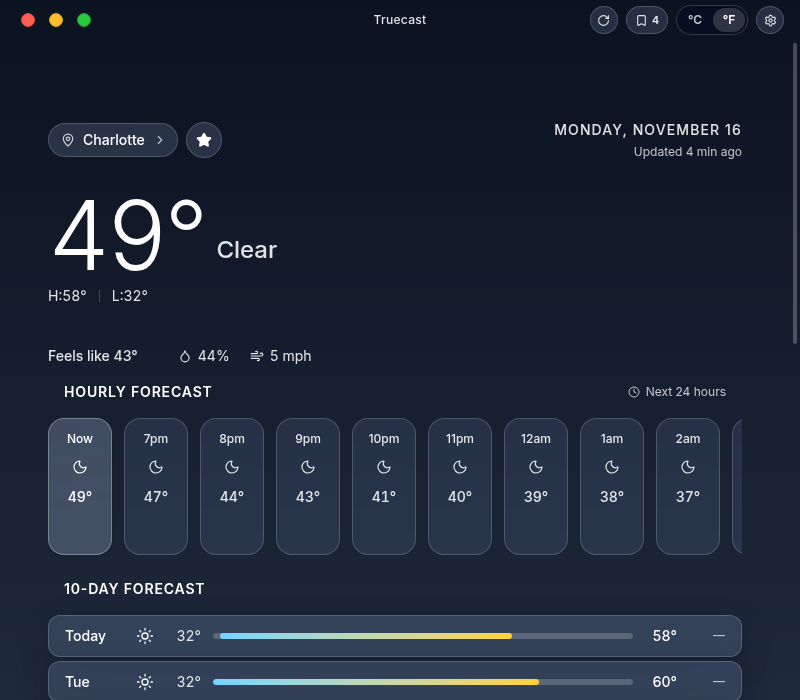 Truecast
4
°C
°F
Charlotte
MONDAY, NOVEMBER 16
Updated 4 min ago
49°
Clear
H:58°
L:32°
Feels like 43°
44%
5 mph
HOURLY FORECAST
Next 24 hours
Now
7pm
8pm
9pm
10pm
11pm
12am
1am
2am
49°
47°
44°
43°
41°
40°
39°
38°
37°
10-DAY FORECAST
Today
32°
58°
—
Tue
32°
60°
—